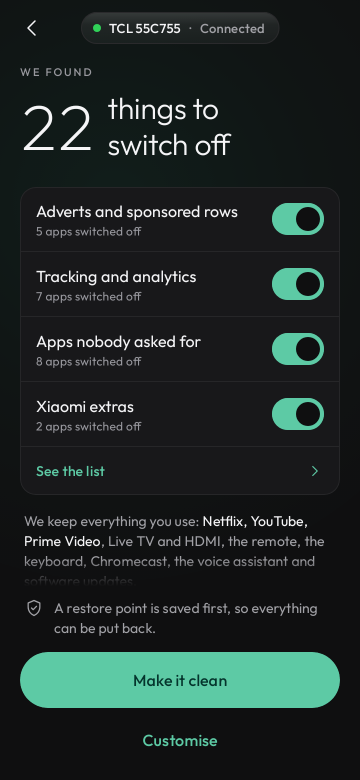 TCL 55C755 · Connected
WE FOUND
22 things to
switch off
Adverts and sponsored rows
5 apps switched off
Tracking and analytics
7 apps switched off
Apps nobody asked for
8 apps switched off
Xiaomi extras
2 apps switched off
See the list
We keep everything you use: Netflix, YouTube,
Prime Video, Live TV and HDMI, the remote, the
keyboard, Chromecast, the voice assistant and
software updates.
A restore point is saved first, so everything
can be put back.
Make it clean
Customise